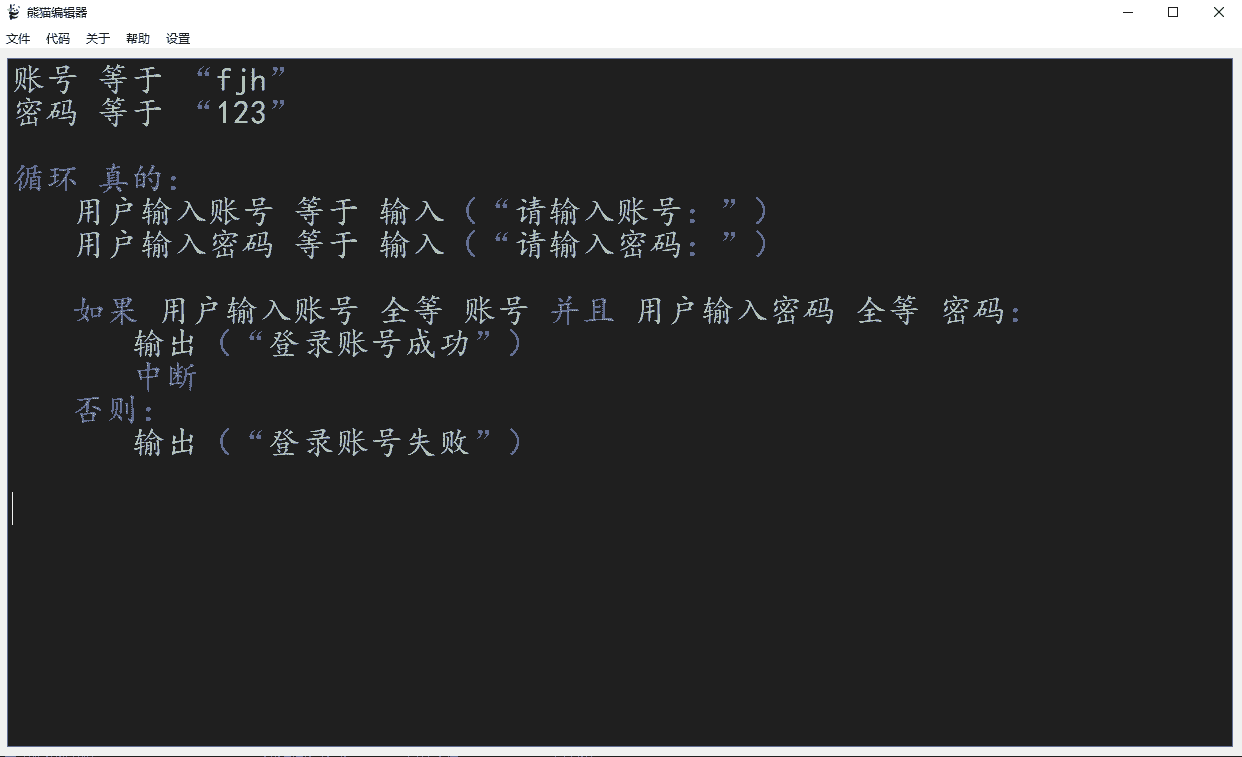 熊猫编辑器
文件 代码 关于 帮助 设置
账号 等于 “fjh”
密码 等于 “123”
循环 真的:
用户输入账号 等于 输入（“请输入账号: ”）
用户输入密码 等于 输入（“请输入密码: ”）
如果 用户输入账号 全等 账号 并且 用户输入密码 全等 密码:
输出（“登录账号成功”）
中断
否则:
输出（“登录账号失败”）